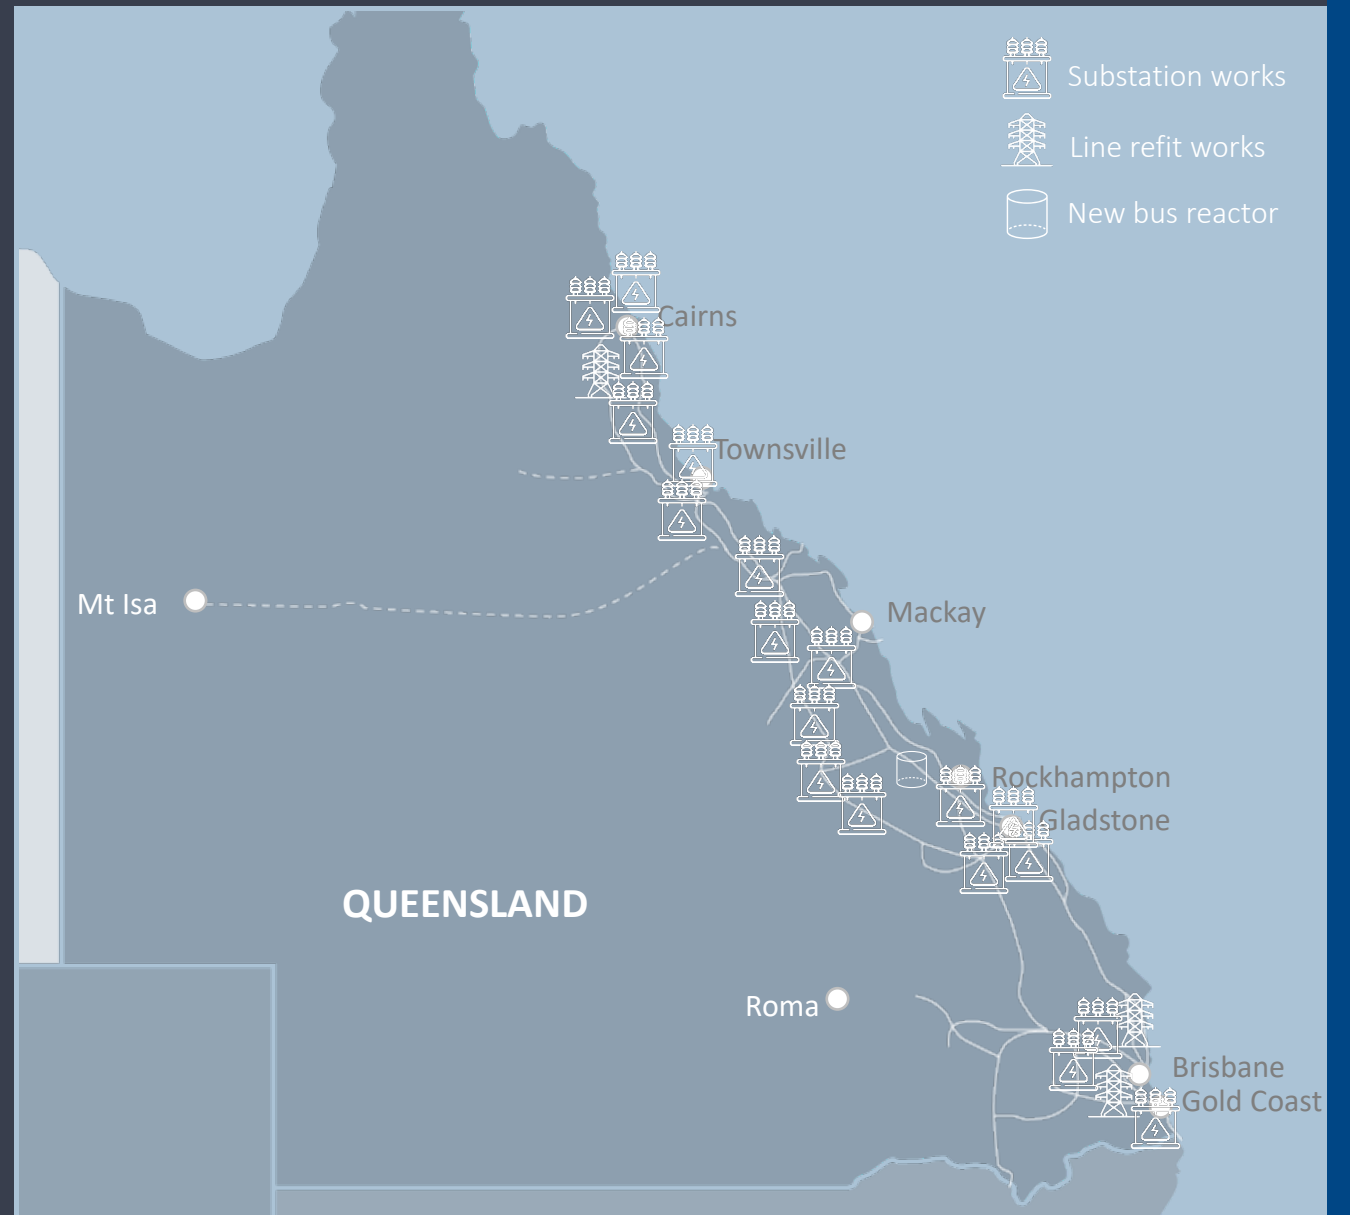 Substation works
Line refit works
New bus reactor
Cairns
Townsville
Mt Isa
Mackay
Rockhampton
Gladstone
QUEENSLAND
Roma
Brisbane
Gold Coast